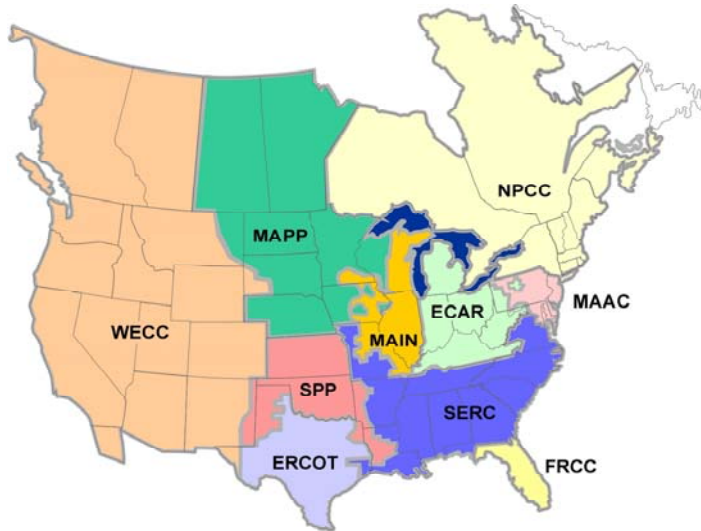 NPCC
MAPP
MAAC
ECAR
WECC
MAIN
SPP
SERC
ERCOT
FRCC